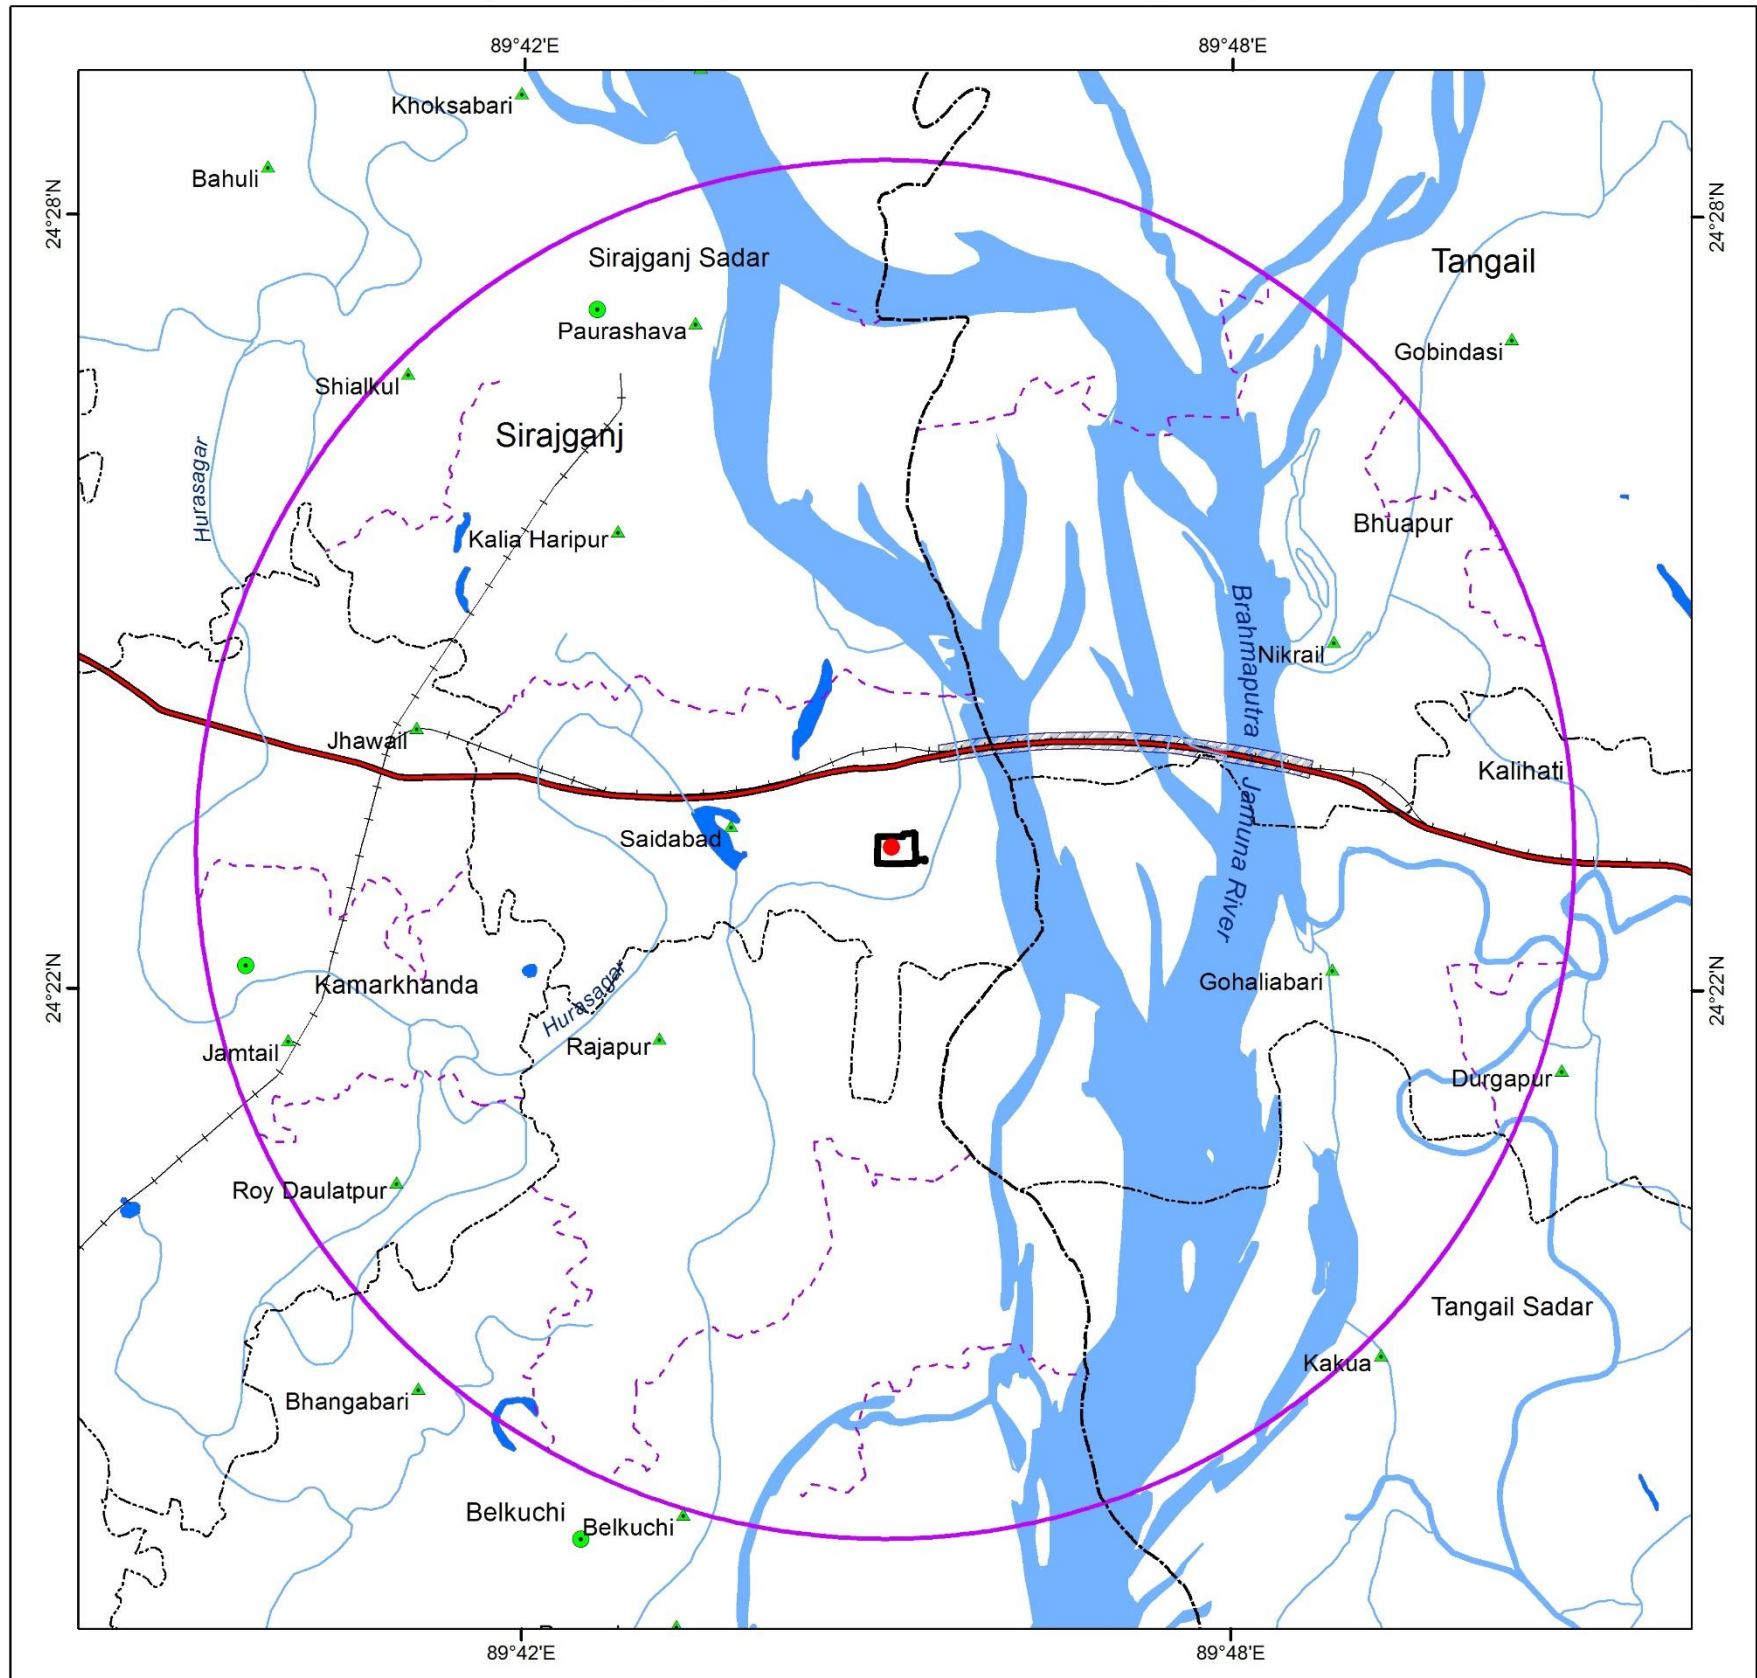 89°42'E
89°48'E
Khoksabari
Bahuli
24°28'N
24°28'N
Sirajganj Sadar
Tangail
Paurashava
Gobindasi
Shialkul
Sirajganj
Hurasagar
Kalia Haripur
Bhuapur
Nikrail
Brahmaputra
Jhawail
Kalihati
Saidabad
Jamuna River
24°22'N
24°22'N
Kamarkhanda
Gohaliabari
Hurasagar
Jamtail
Rajapur
Durgapur
Roy Daulatpur
Tangail Sadar
Kakua
Bhangabari
Belkuchi
Belkuchi
89°42'E
89°48'E